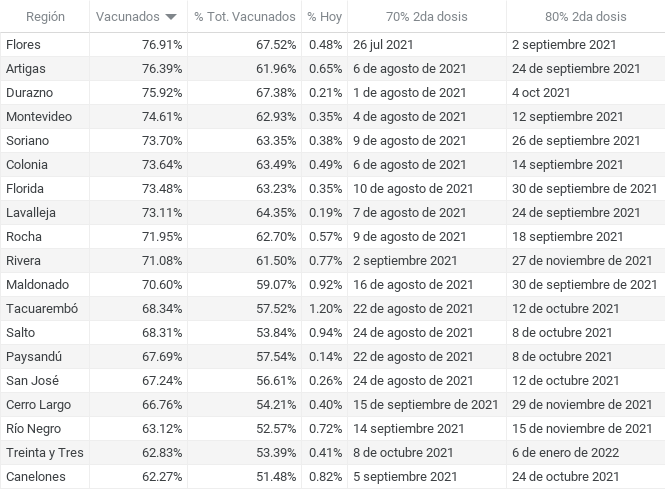 Región Vacunados % Tot. Vacunados % Hoy 70% 2da dosis 80% 2da dosis
Flores 76.91% 67.52% 0.48% 26 jul 2021 2 septiembre 2021
Artigas 76.39% 61.96% 0.65% 6 de agosto de 2021 24 de septiembre 2021
Durazno 75.92% 67.38% 0.21% 1 de agosto de 2021 4 oct 2021
Montevideo 74.61% 62.93% 0.35% 4 de agosto de 2021 12 septiembre 2021
Soriano 73.70% 63.35% 0.38% 9 de agosto de 2021 26 de septiembre 2021
Colonia 73.64% 63.49% 0.49% 6 de agosto de 2021 14 septiembre 2021
Florida 73.48% 63.23% 0.35% 10 de agosto de 2021 30 de septiembre de 2021
Lavalleja 73.11% 64.35% 0.19% 7 de agosto de 2021 24 de septiembre 2021
Rocha 71.95% 62.70% 0.57% 9 de agosto de 2021 18 septiembre 2021
Rivera 71.08% 61.50% 0.77% 2 septiembre 2021 27 de noviembre de 2021
Maldonado 70.60% 59.07% 0.92% 16 de agosto de 2021 30 de septiembre de 2021
Tacuarembó 68.34% 57.52% 1.20% 22 de agosto de 2021 12 de octubre 2021
Salto 68.31% 53.84% 0.94% 24 de agosto de 2021 8 de octubre 2021
Paysandú 67.69% 57.54% 0.14% 22 de agosto de 2021 8 de octubre 2021
San José 67.24% 56.61% 0.26% 24 de agosto de 2021 12 de octubre 2021
Cerro Largo 66.76% 54.21% 0.40% 15 de septiembre de 2021 29 de noviembre de 2021
Río Negro 63.12% 52.57% 0.72% 14 septiembre 2021 15 de noviembre de 2021
Treinta y Tres 62.83% 53.39% 0.41% 8 de octubre 2021 6 de enero de 2022
Canelones 62.27% 51.48% 0.82% 5 septiembre 2021 24 de octubre 2021